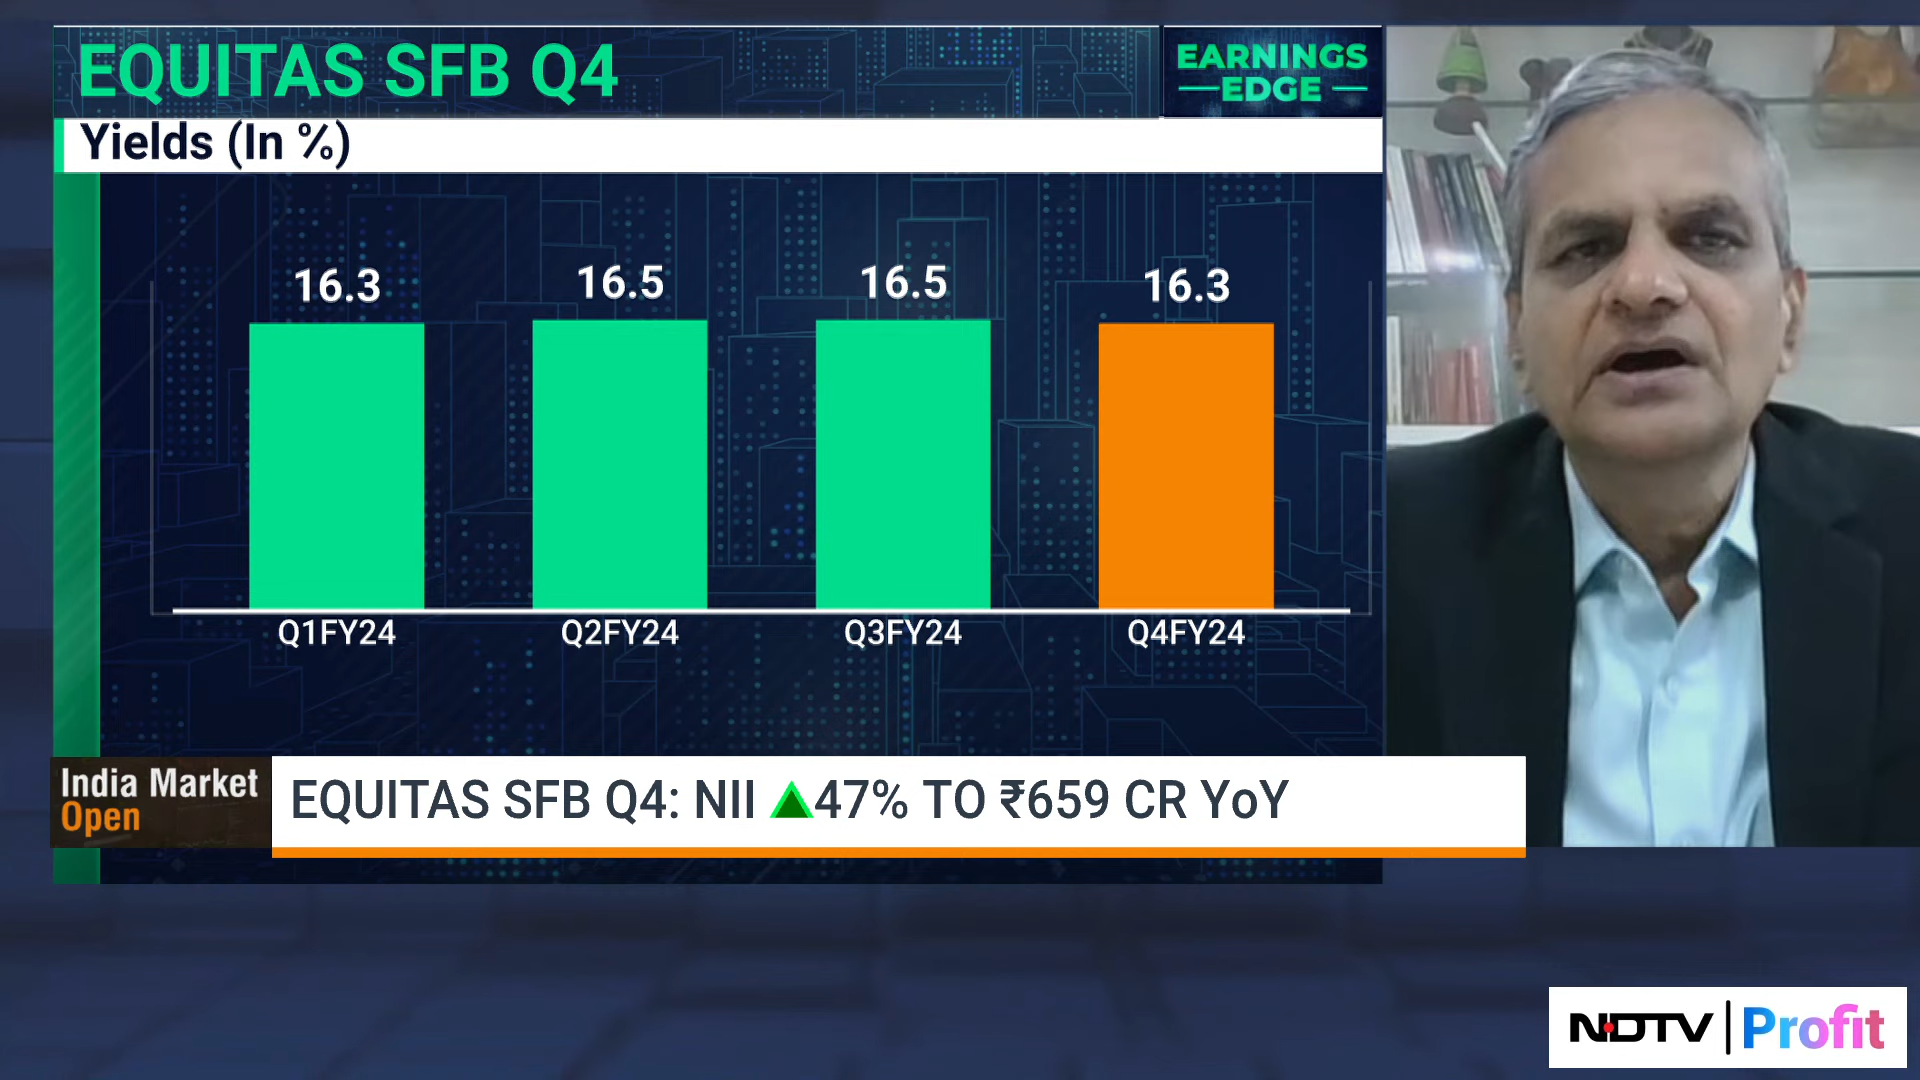 EQUITAS SFB Q4
EARNINGS
EDGE
Yields (In %)
16.3
16.5
16.5
16.3
Q1FY24
Q2FY24
Q3FY24
Q4FY24
India Market
Open
EQUITAS SFB Q4: NII ▲47% TO ₹659 CR YoY
NDTV | Profit